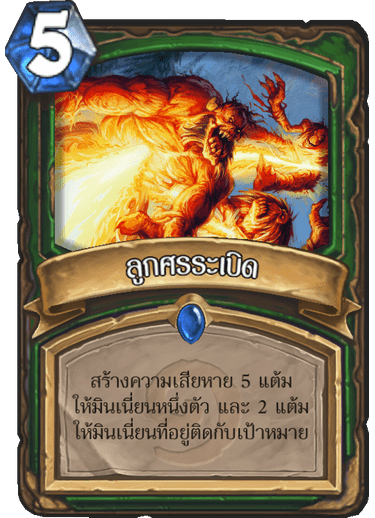 5
ลูกศรระเบิด
สร้างความเสียหาย 5 แต้ม
ให้มินเนี่ยนหนึ่งตัว และ 2 แต้ม
ให้มินเนี่ยนที่อยู่ติดกับเป้าหมาย